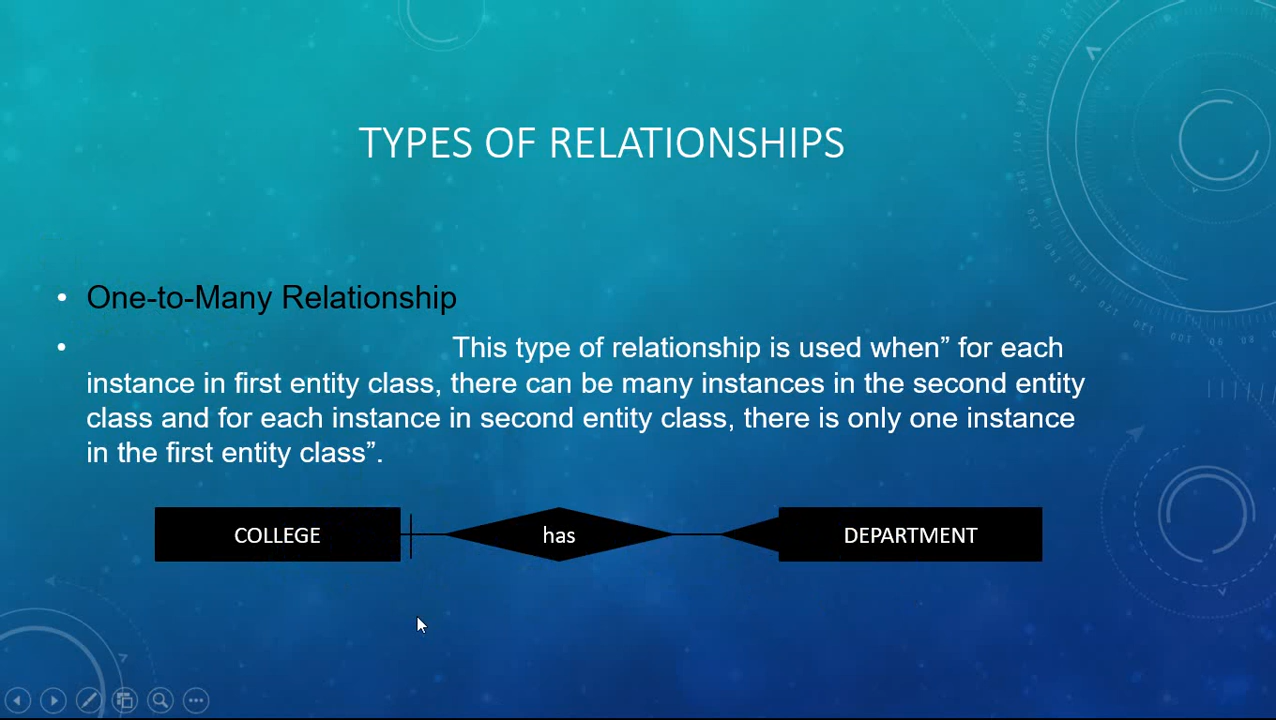 TYPES OF RELATIONSHIPS
• One-to-Many Relationship
• This type of relationship is used when” for each
instance in first entity class, there can be many instances in the second entity
class and for each instance in second entity class, there is only one instance
in the first entity class”.
COLLEGE has DEPARTMENT